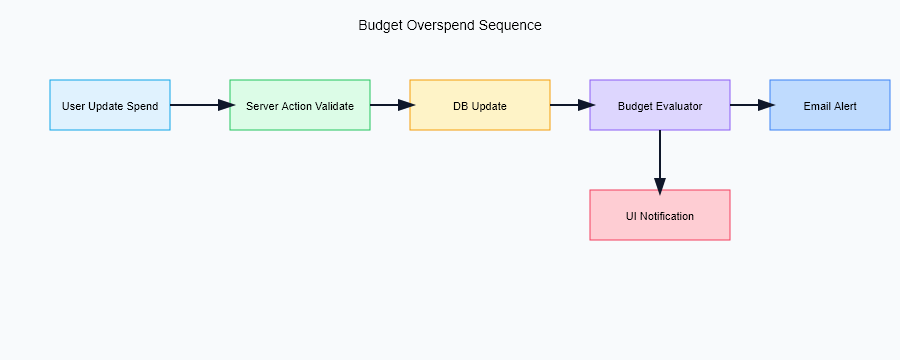 Budget Overspend Sequence
User Update Spend
Server Action Validate
DB Update
Budget Evaluator
Email Alert
UI Notification